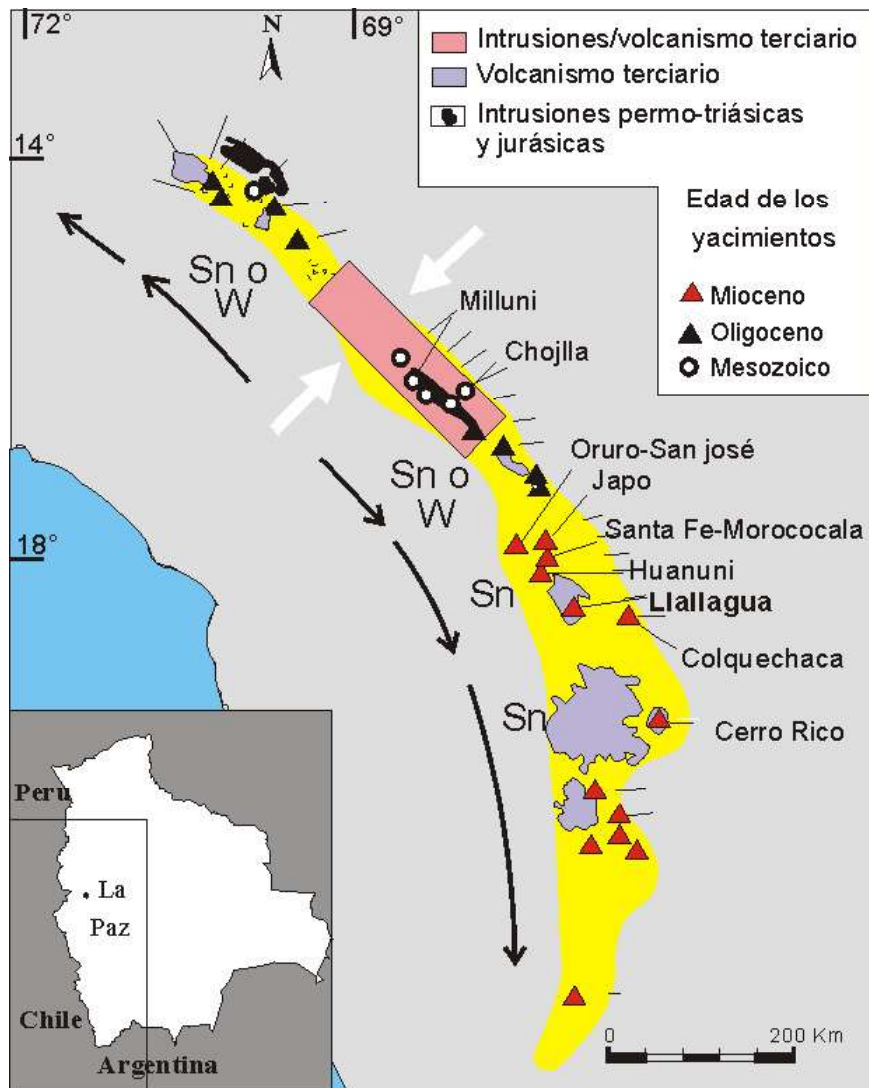 72°
69°
N
14°
18°
Intrusiones/volcanismo terciario
Volcanismo terciario
Intrusiones permo-triásicas
y jurásicas
Edad de los
yacimientos
Mioceno
Oligoceno
Mesozoico
Sn o
W
Milluni
Chojlla
Sn o
W
Oruro-San josé
Japo
Santa Fe-Morococala
Huanuni
Sn
Llallagua
Colquechaca
Sn
Cerro Rico
Peru
La
Paz
Chile
Argentina
0
200 Km